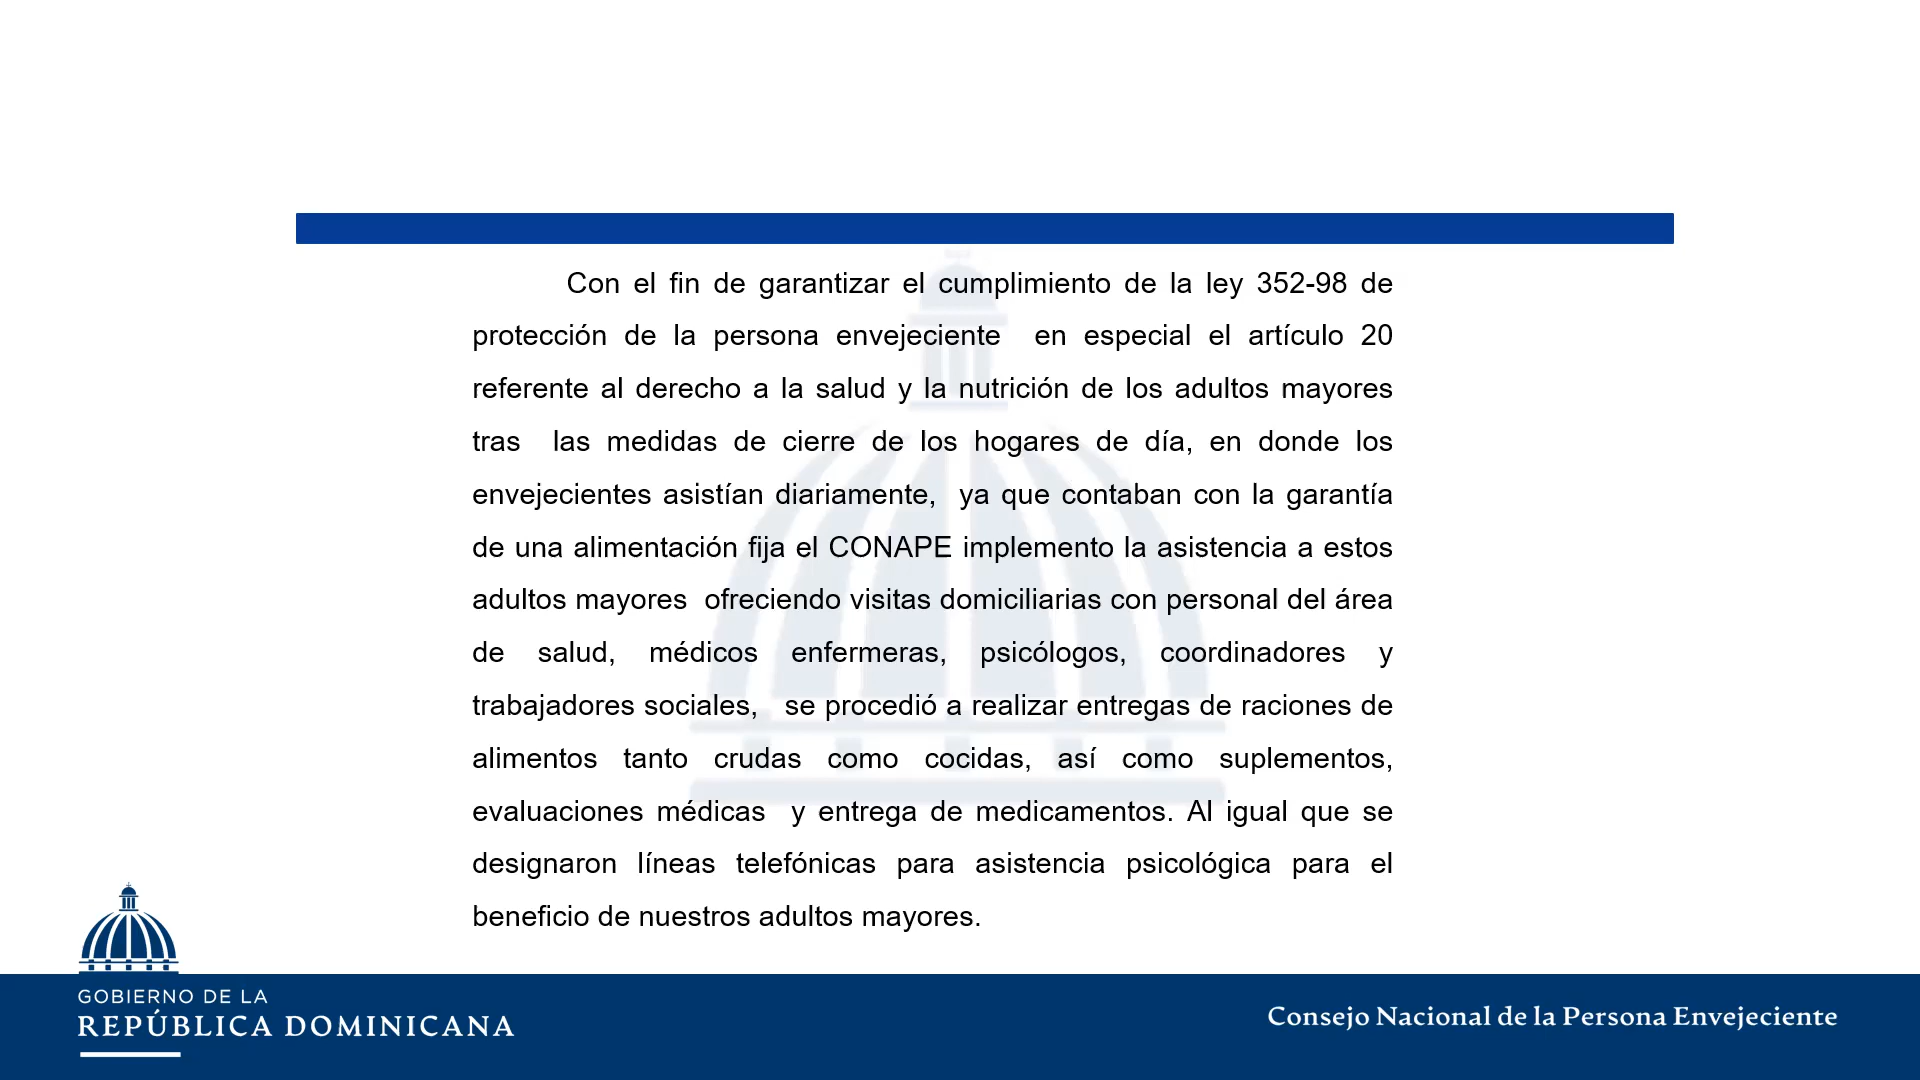 Con el fin de garantizar el cumplimiento de la ley 352-98 de
protección de la persona envejeciente en especial el artículo 20
referente al derecho a la salud y la nutrición de los adultos mayores
tras las medidas de cierre de los hogares de día, en donde los
envejecientes asistían diariamente, ya que contaban con la garantía
de una alimentación fija el CONAPE implemento la asistencia a estos
adultos mayores ofreciendo visitas domiciliarias con personal del área
de salud, médicos enfermeras, psicólogos, coordinadores y
trabajadores sociales, se procedió a realizar entregas de raciones de
alimentos tanto crudas como cocidas, así como suplementos,
evaluaciones médicas y entrega de medicamentos. Al igual que se
designaron líneas telefónicas para asistencia psicológica para el
beneficio de nuestros adultos mayores.
GOBIERNO DE LA
REPÚBLICA DOMINICANA
Consejo Nacional de la Persona Envejeciente